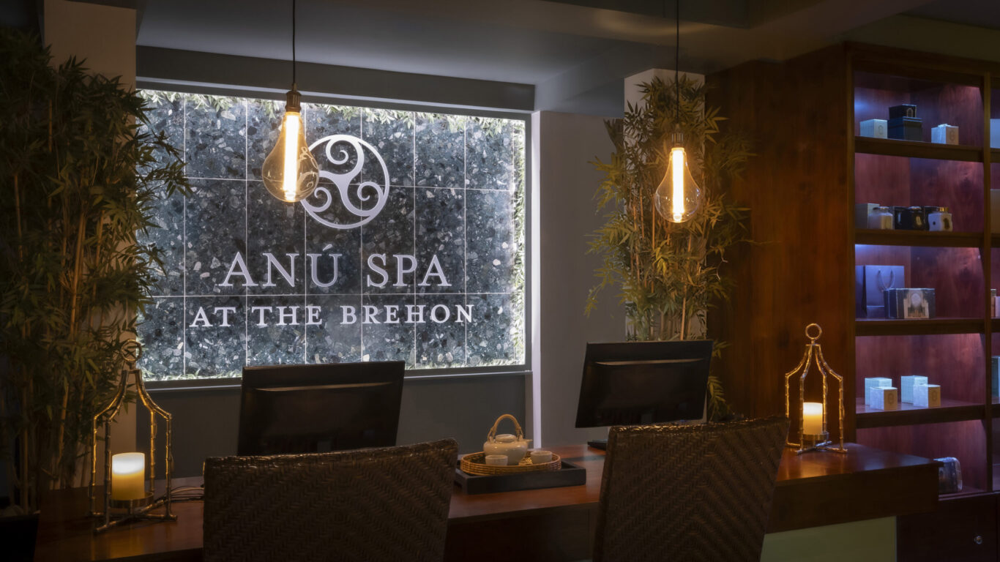 ANÚ SPA
AT THE BREHON